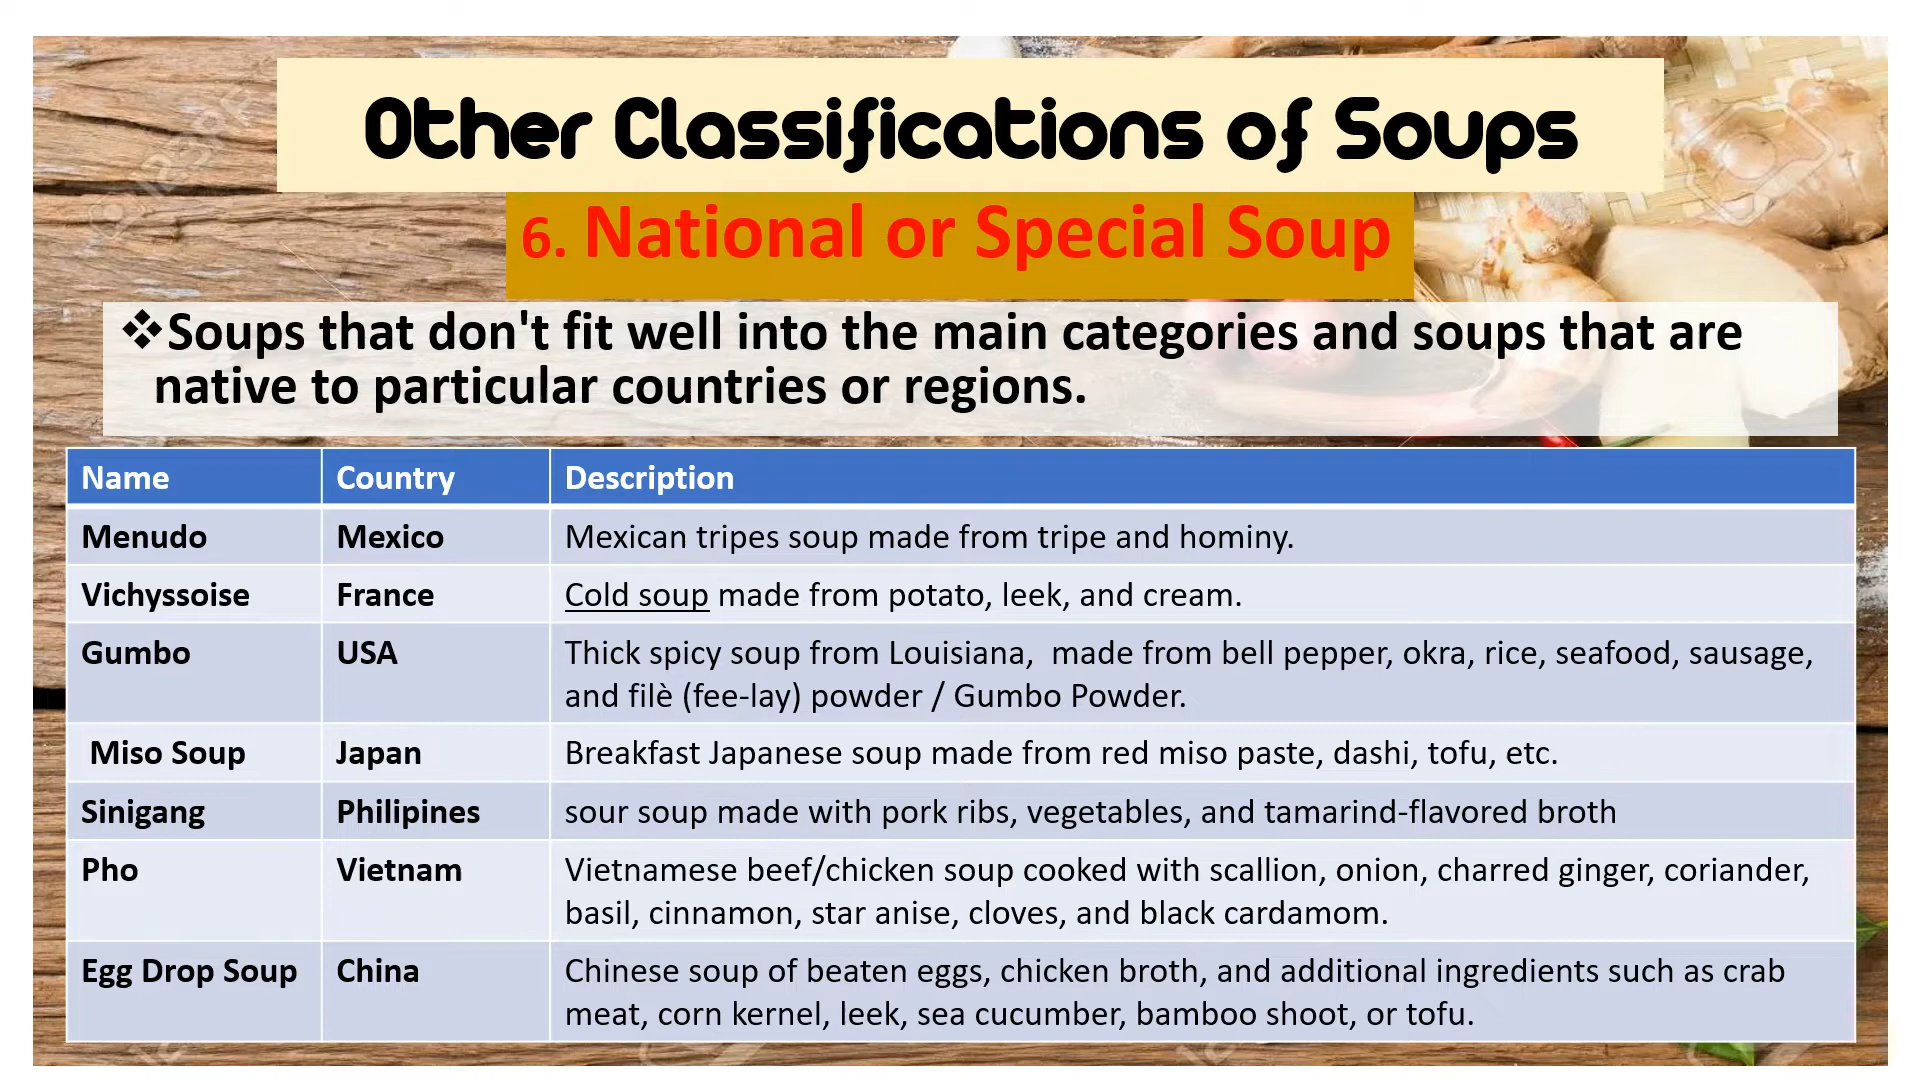 Other Classifications of Soups
6. National or Special Soup
❖Soups that don't fit well into the main categories and soups that are
native to particular countries or regions.
Name Country Description
Menudo Mexico Mexican tripes soup made from tripe and hominy.
Vichyssoise France Cold soup made from potato, leek, and cream.
Gumbo USA Thick spicy soup from Louisiana, made from bell pepper, okra, rice, seafood, sausage,
and filè (fee-lay) powder / Gumbo Powder.
Miso Soup Japan Breakfast Japanese soup made from red miso paste, dashi, tofu, etc.
Sinigang Philipines sour soup made with pork ribs, vegetables, and tamarind-flavored broth
Pho Vietnam Vietnamese beef/chicken soup cooked with scallion, onion, charred ginger, coriander,
basil, cinnamon, star anise, cloves, and black cardamom.
Egg Drop Soup China Chinese soup of beaten eggs, chicken broth, and additional ingredients such as crab
meat, corn kernel, leek, sea cucumber, bamboo shoot, or tofu.